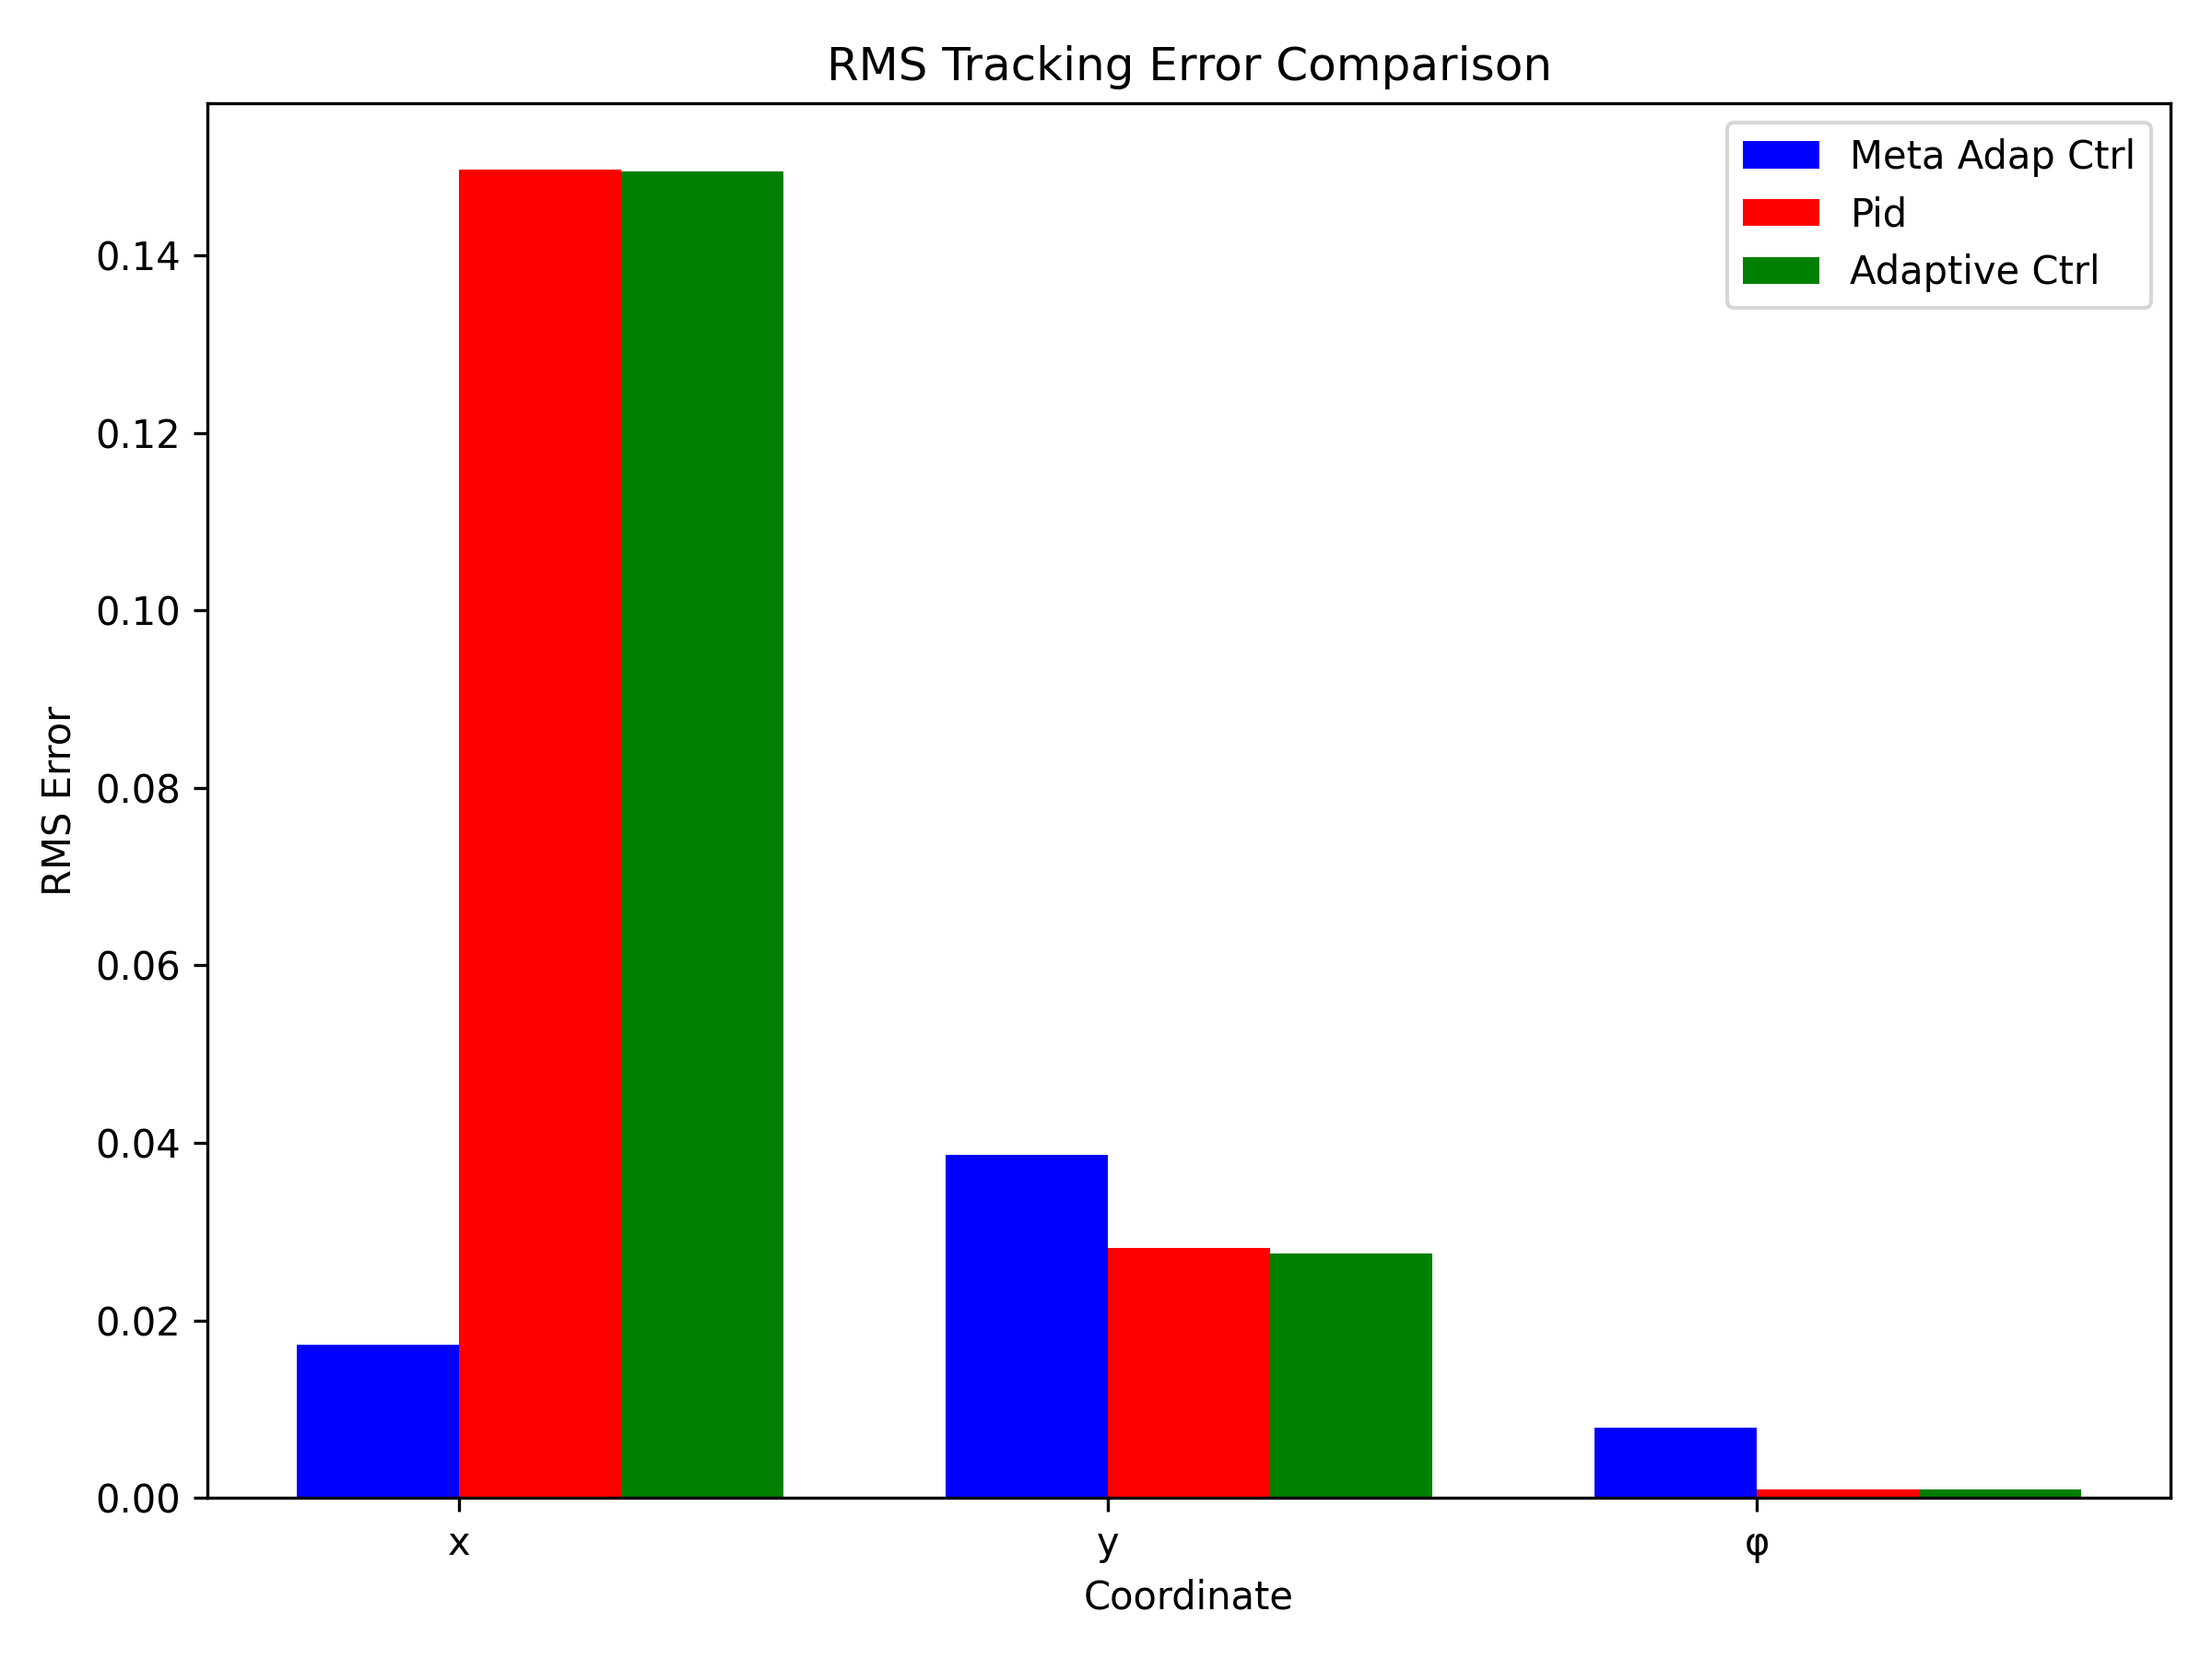 RMS Tracking Error Comparison
Meta Adap Ctrl
Pid
Adaptive Ctrl
0.14
0.12
0.10
0.08
0.06
0.04
0.02
0.00
RMS Error
x
y
φ
Coordinate